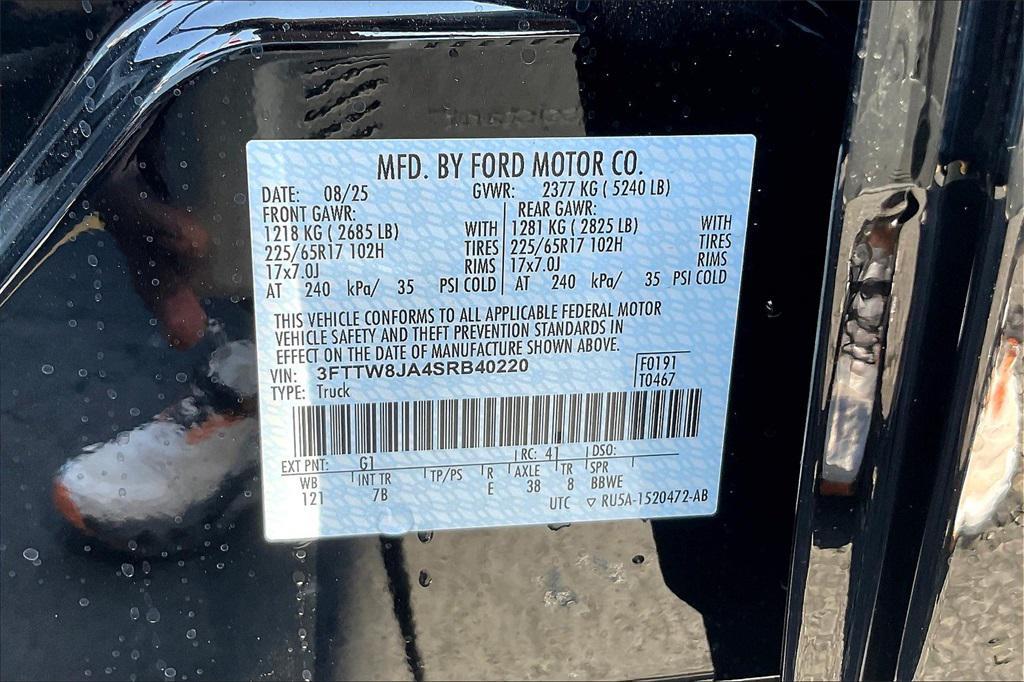 MFD. BY FORD MOTOR CO.
DATE: 08/25 GVWR: 2377 KG ( 5240 LB)
FRONT GAWR: REAR GAWR:
1218 KG ( 2685 LB) WITH 1281 KG ( 2825 LB) WITH
225/65R17 102H TIRES 225/65R17 102H TIRES
17x7.0J RIMS 17x7.0J RIMS
AT 240 kPa/ 35 PSI COLD AT 240 kPa/ 35 PSI COLD
THIS VEHICLE CONFORMS TO ALL APPLICABLE FEDERAL MOTOR
VEHICLE SAFETY AND THEFT PREVENTION STANDARDS IN
EFFECT ON THE DATE OF MANUFACTURE SHOWN ABOVE.
VIN: 3FTTW8JA4SRB40220 F0191
TYPE: Truck T0467
EXT PNT: G1 RC: 41 DSO:
WB INT TR TP/PS R AXLE TR SPR
121 7B E 38 8 BBWE
UTC ▽ RU5A-1520472-AB